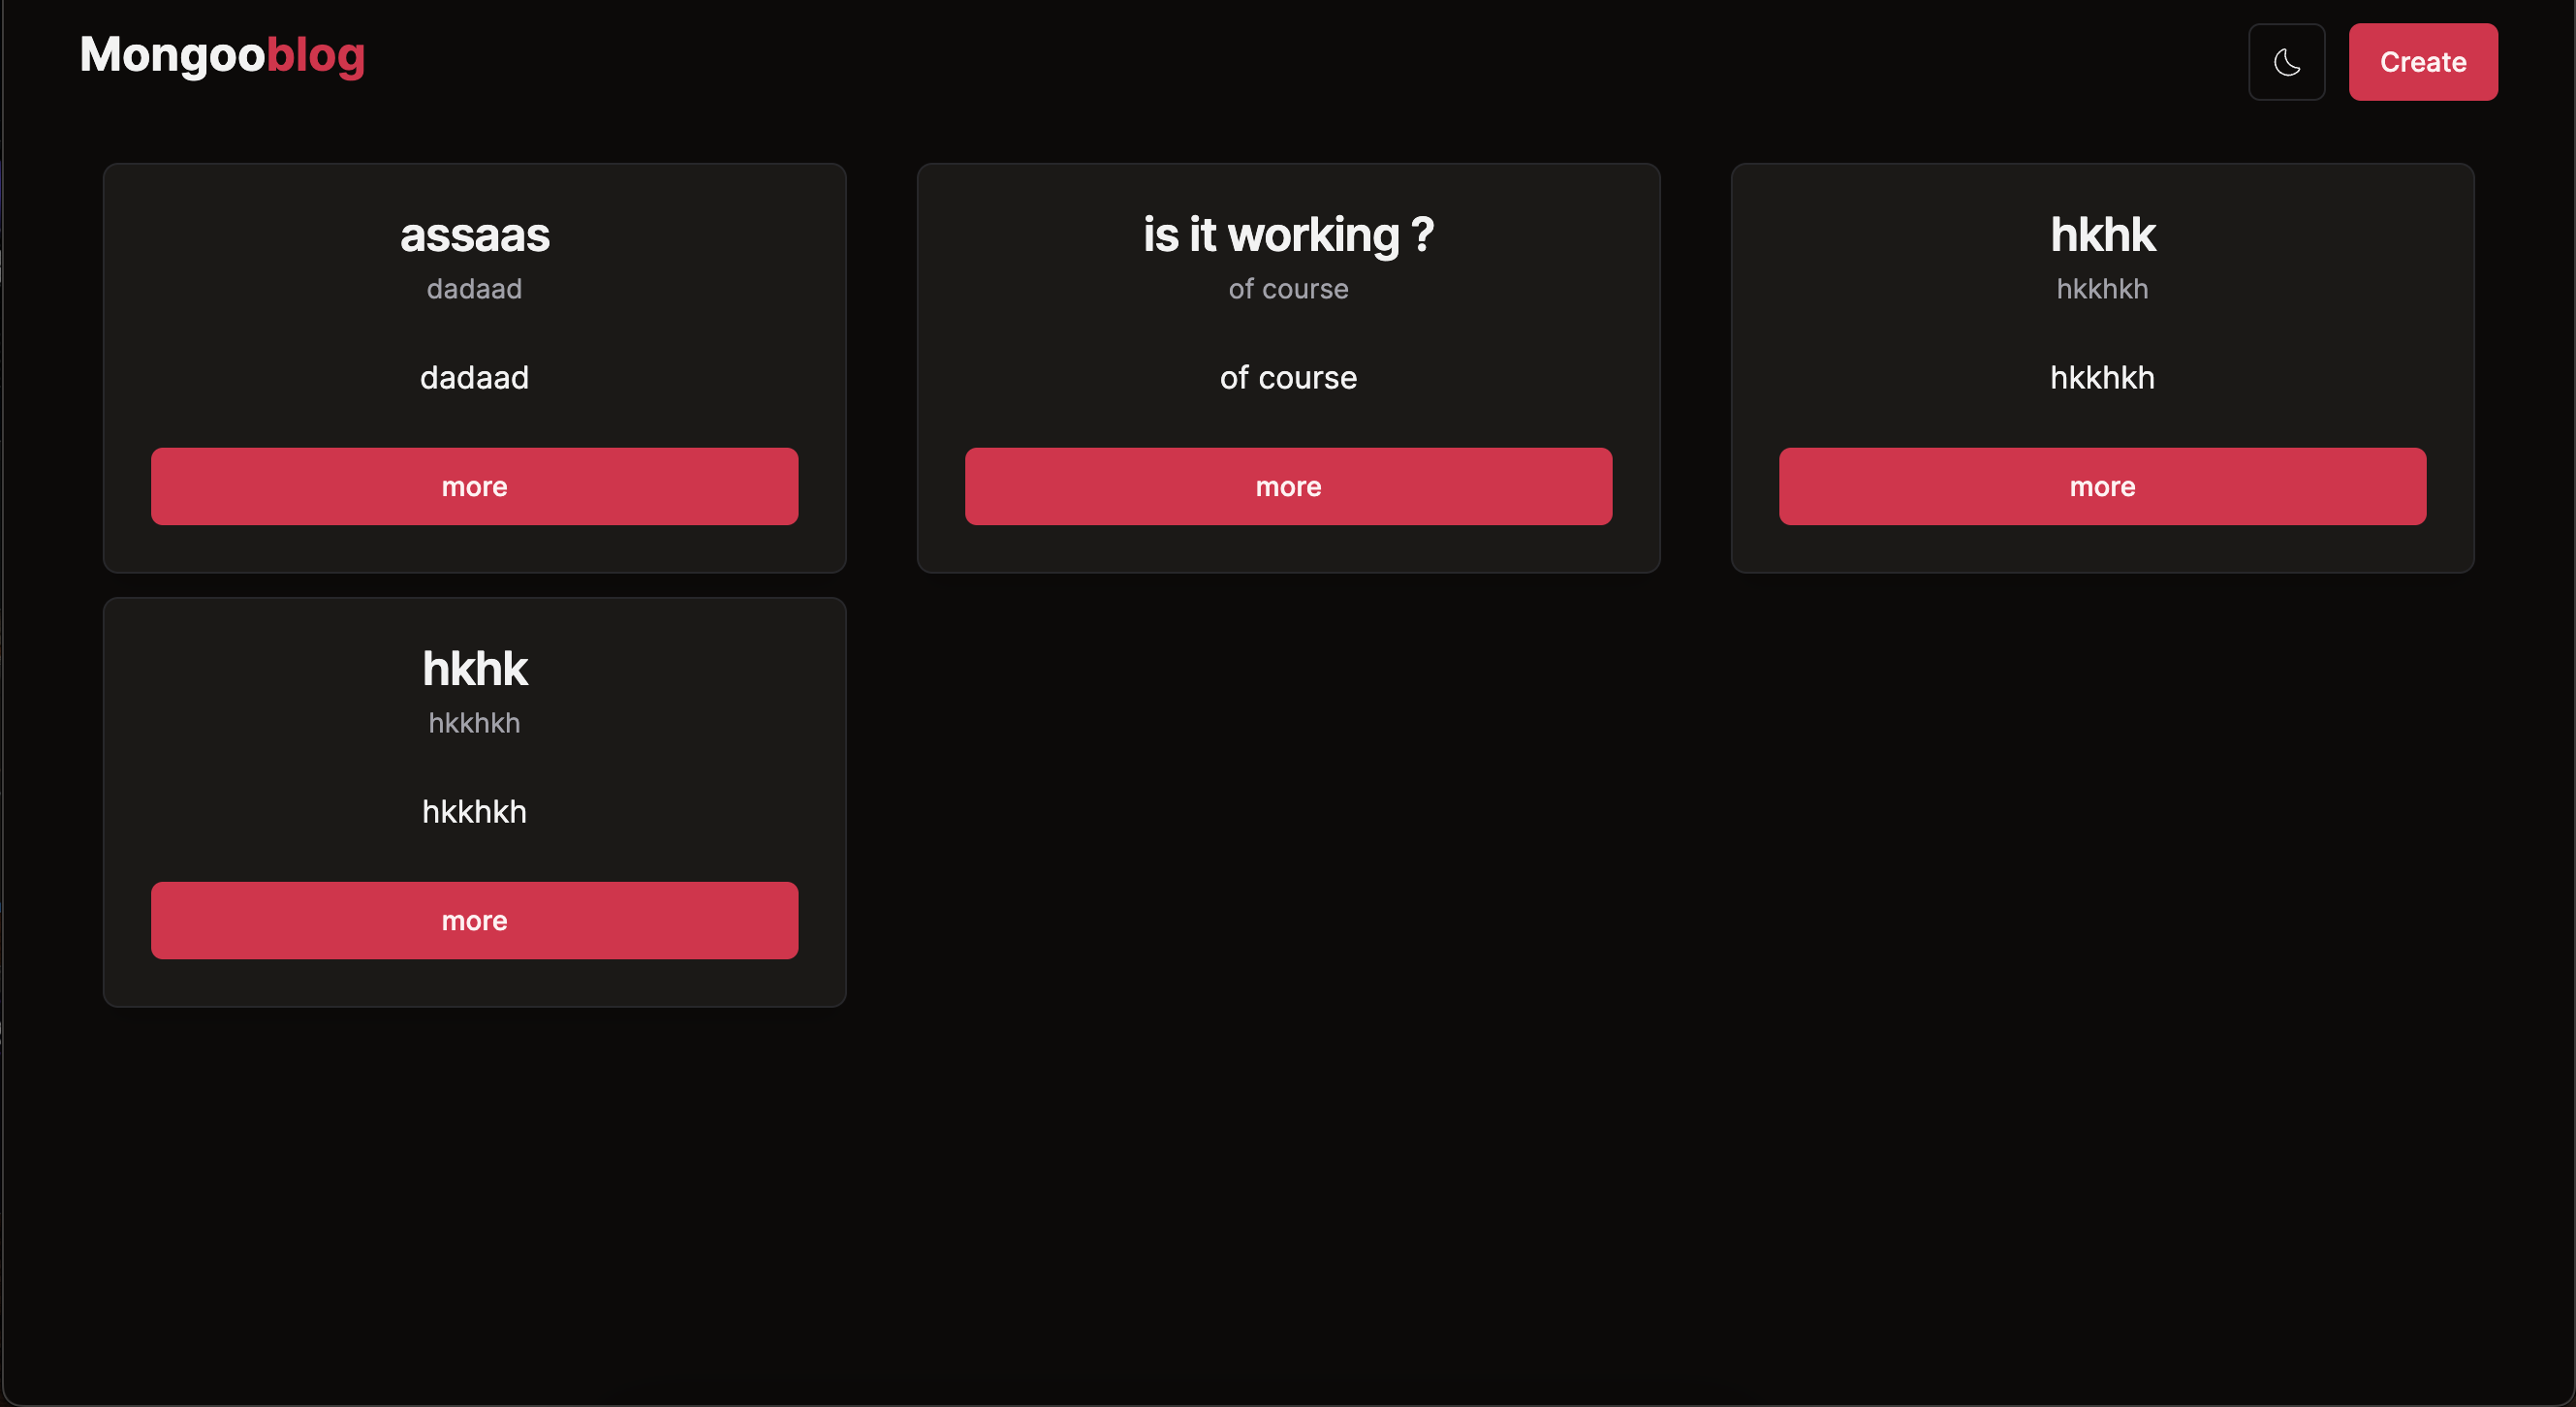 Mongooblog
Create
assaas
dadaad
dadaad
more
is it working ?
of course
of course
more
hkhk
hkkhkh
hkkhkh
more
hkhk
hkkhkh
hkkhkh
more